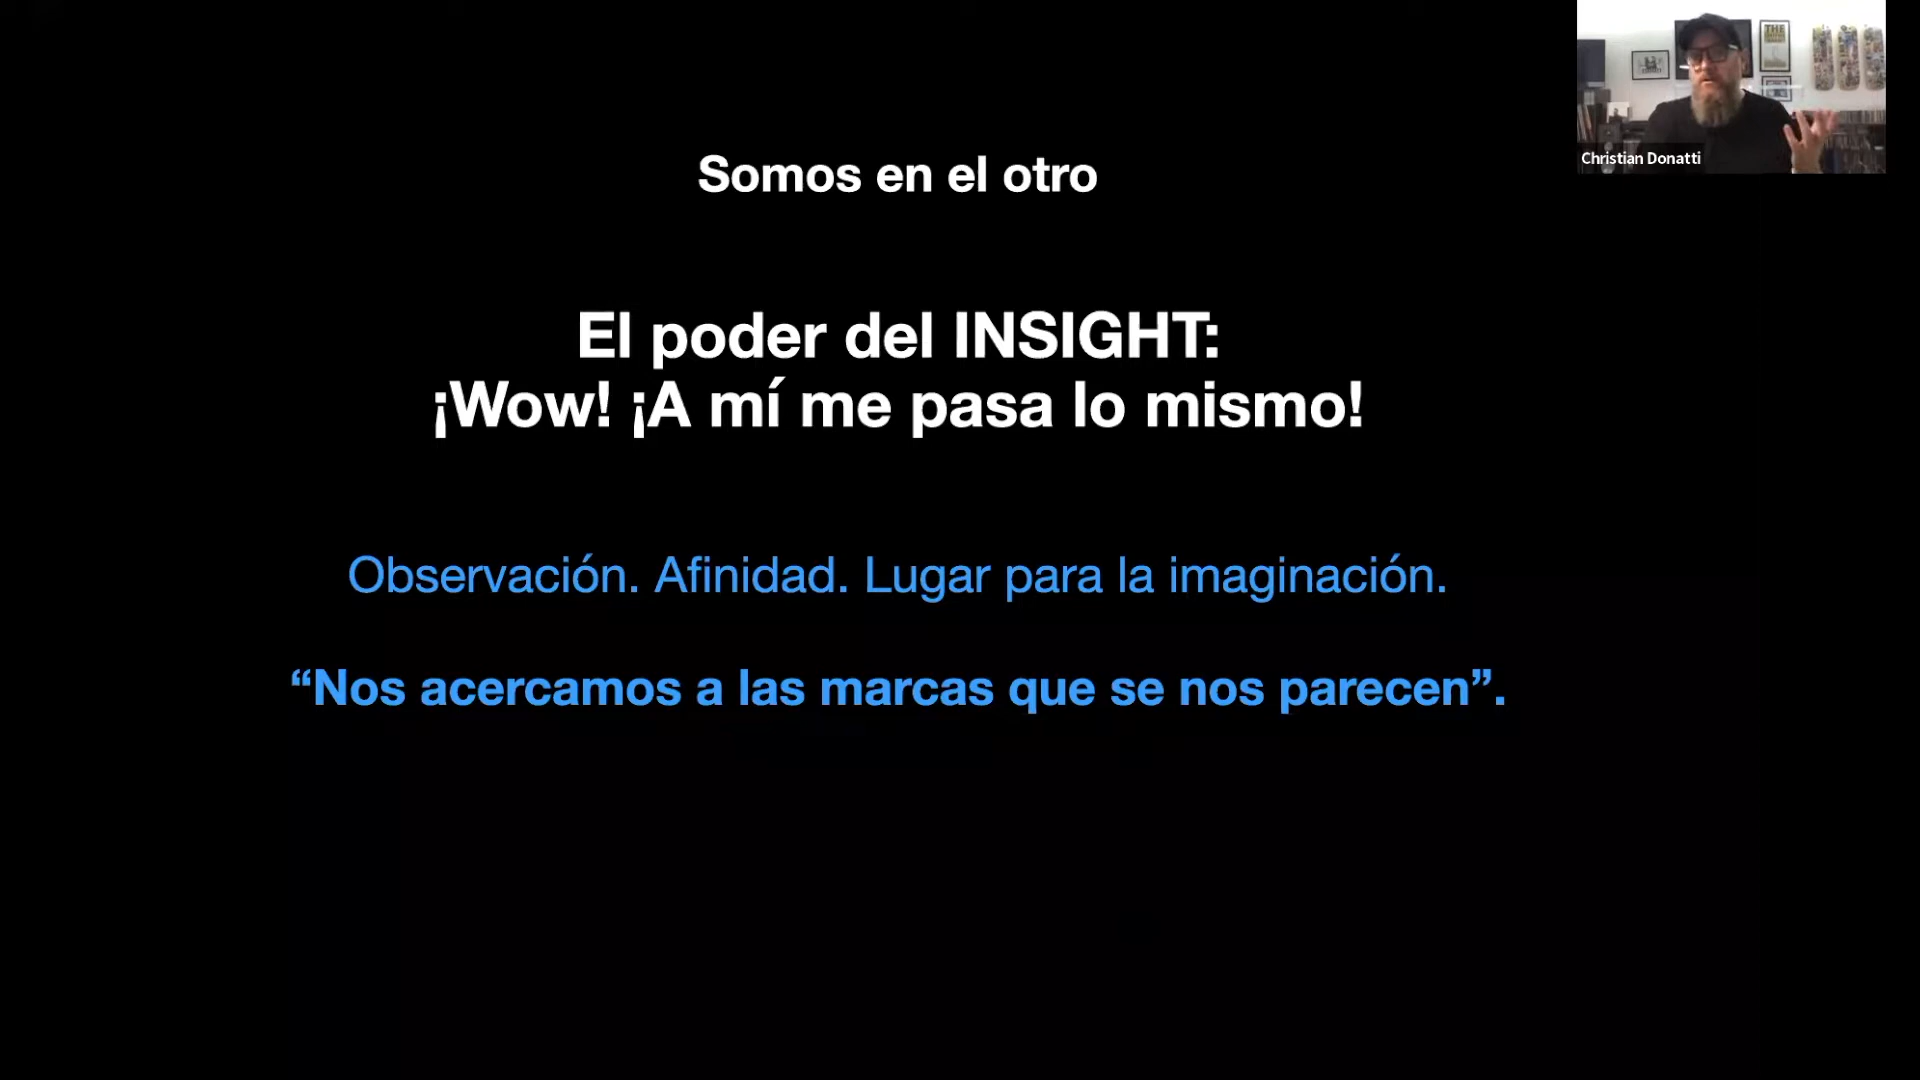 Somos en el otro
El poder del INSIGHT:
¡Wow! ¡A mí me pasa lo mismo!
Observación. Afinidad. Lugar para la imaginación.
“Nos acercamos a las marcas que se nos parecen”.
THE
Christian Donatti